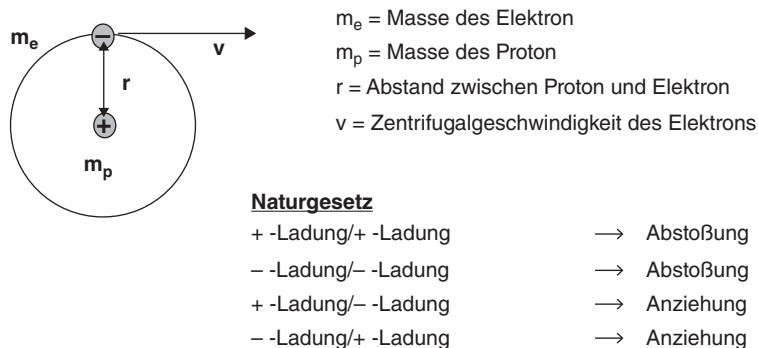 mₑ = Masse des Elektron
mₑ
−
v
mₚ = Masse des Proton
r
r = Abstand zwischen Proton und Elektron
+
v = Zentrifugalgeschwindigkeit des Elektrons
mₚ
Naturgesetz
+ -Ladung/+ -Ladung → Abstoßung
– -Ladung/– -Ladung → Abstoßung
+ -Ladung/– -Ladung → Anziehung
– -Ladung/+ -Ladung → Anziehung